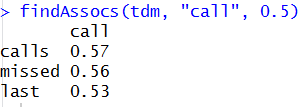 > findAssocs(tdm, "call", 0.5)
call
calls 0.57
missed 0.56
last 0.53